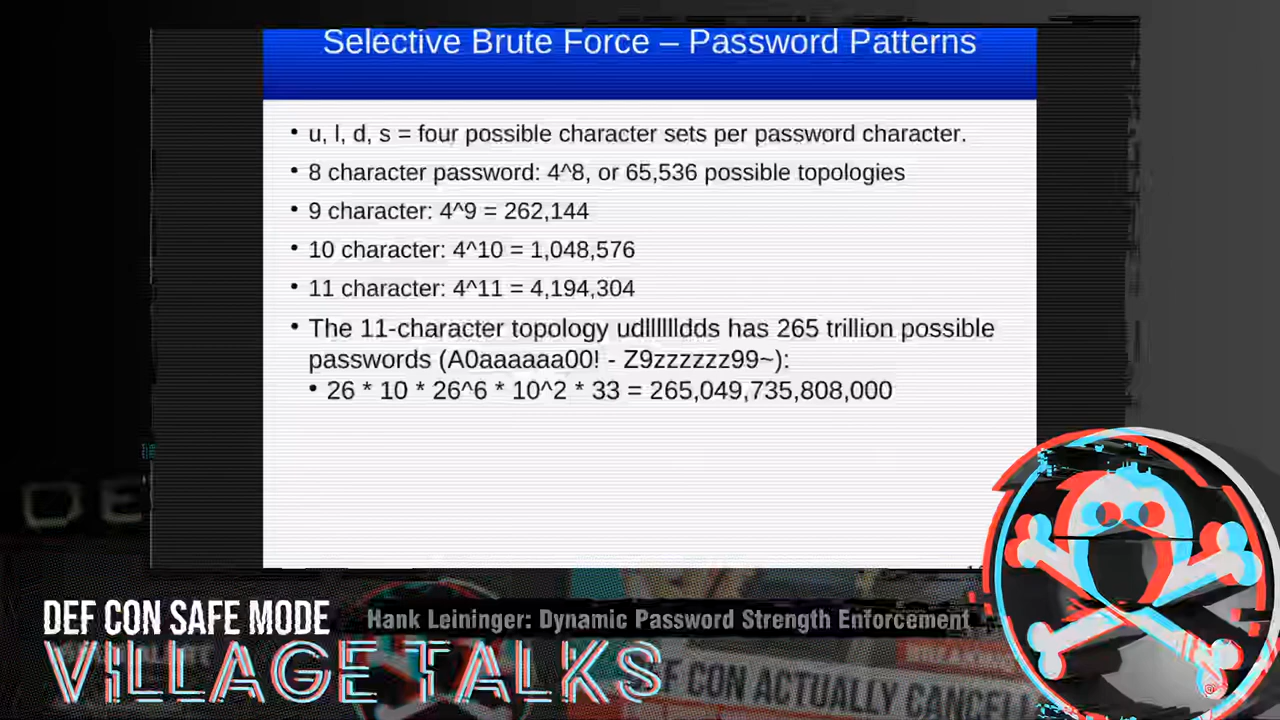 Selective Brute Force – Password Patterns
• u, l, d, s = four possible character sets per password character.
• 8 character password: 4^8, or 65,536 possible topologies
• 9 character: 4^9 = 262,144
• 10 character: 4^10 = 1,048,576
• 11 character: 4^11 = 4,194,304
• The 11-character topology udlllllldds has 265 trillion possible
passwords (A0aaaaaa00! - Z9zzzzzz99~):
• 26 * 10 * 26^6 * 10^2 * 33 = 265,049,735,808,000
DE
DEF CON SAFE MODE
Hank Leininger: Dynamic Password Strength Enforcement
VILLAGE TALKS
F CON ACTUALLY CANCELL